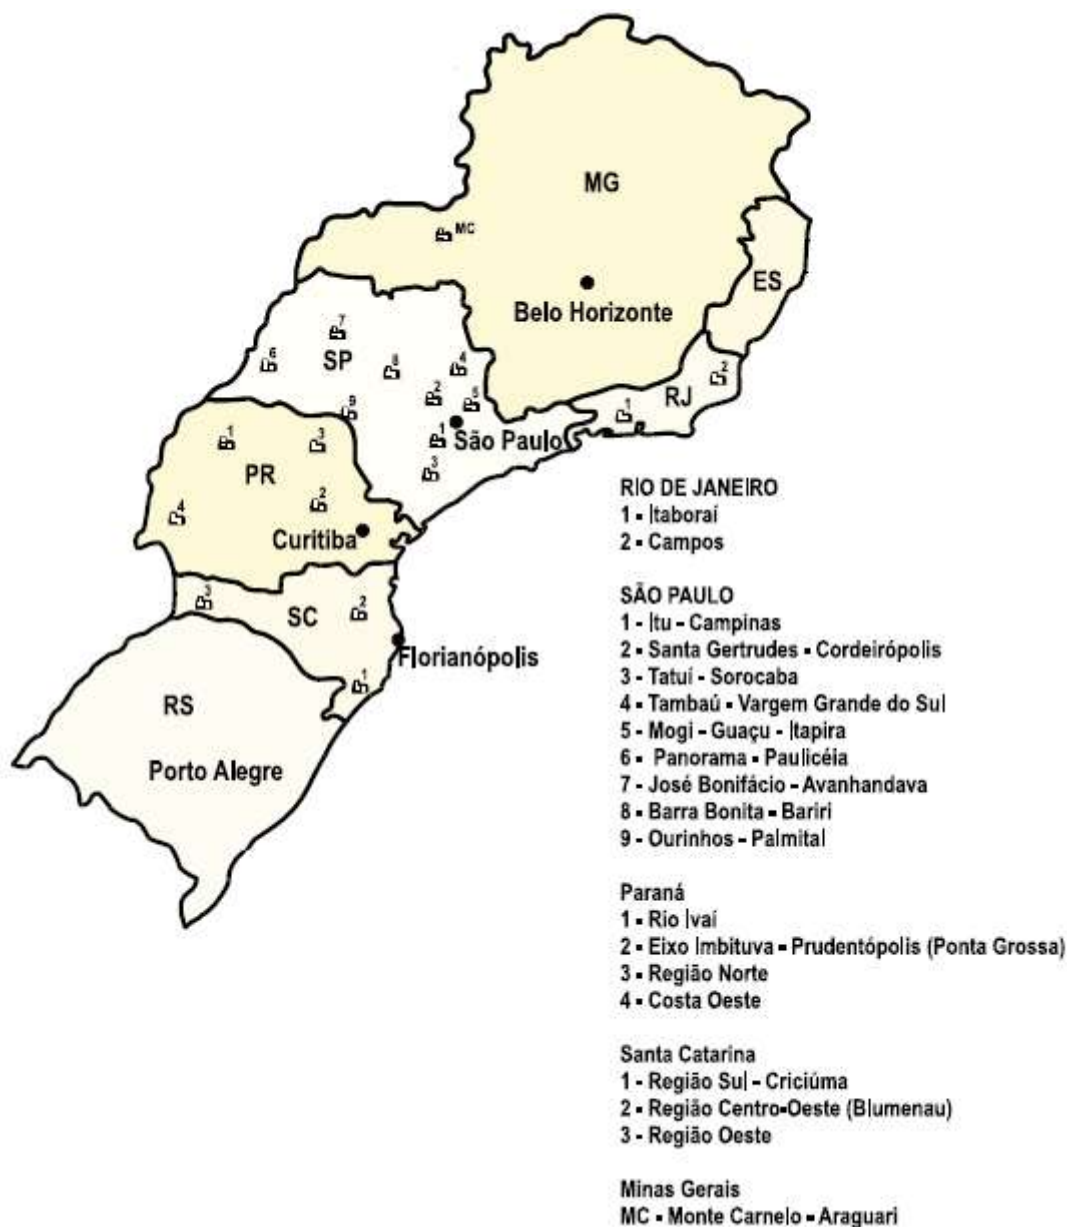 MG
MC
ES
Belo Horizonte
7
SP
6
8
4
2
5
9
2
RJ
1
1
São Paulo
3
1
3
PR
2
4
Curitiba
3
SC
2
Florianópolis
1
RS
Porto Alegre
RIO DE JANEIRO
1 - Itaboraí
2 - Campos
SÃO PAULO
1 - Itu - Campinas
2 - Santa Gertrudes - Cordeirópolis
3 - Tatuí - Sorocaba
4 - Tambaú - Vargem Grande do Sul
5 - Mogi - Guaçu - Itapira
6 - Panorama - Paulicéia
7 - José Bonifácio - Avanhandava
8 - Barra Bonita - Bariri
9 - Ourinhos - Palmital
Paraná
1 - Rio Ivaí
2 - Eixo Imbituva - Prudentópolis (Ponta Grossa)
3 - Região Norte
4 - Costa Oeste
Santa Catarina
1 - Região Sul - Criciúma
2 - Região Centro-Oeste (Blumenau)
3 - Região Oeste
Minas Gerais
MC - Monte Carnelo - Araguari